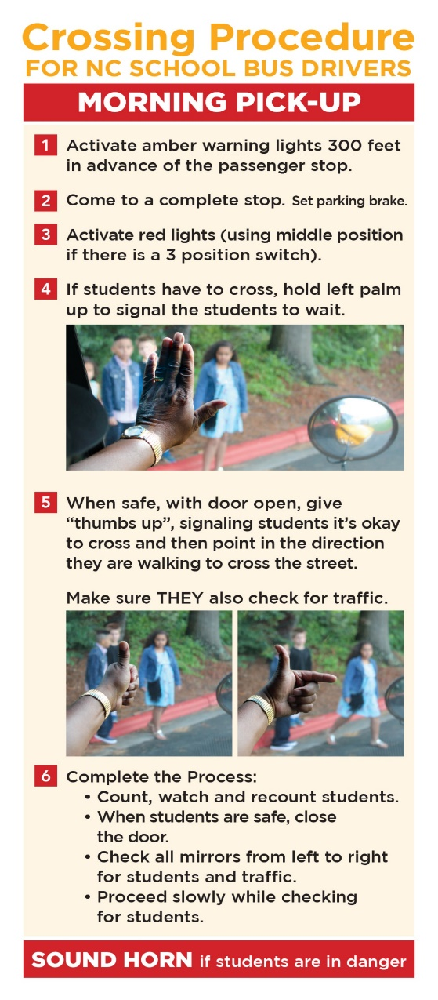 Crossing Procedure
FOR NC SCHOOL BUS DRIVERS
MORNING PICK-UP
1 Activate amber warning lights 300 feet
in advance of the passenger stop.
2 Come to a complete stop. Set parking brake.
3 Activate red lights (using middle position
if there is a 3 position switch).
4 If students have to cross, hold left palm
up to signal the students to wait.
5 When safe, with door open, give
“thumbs up”, signaling students it’s okay
to cross and then point in the direction
they are walking to cross the street.
Make sure THEY also check for traffic.
6 Complete the Process:
• Count, watch and recount students.
• When students are safe, close
the door.
• Check all mirrors from left to right
for students and traffic.
• Proceed slowly while checking
for students.
SOUND HORN if students are in danger